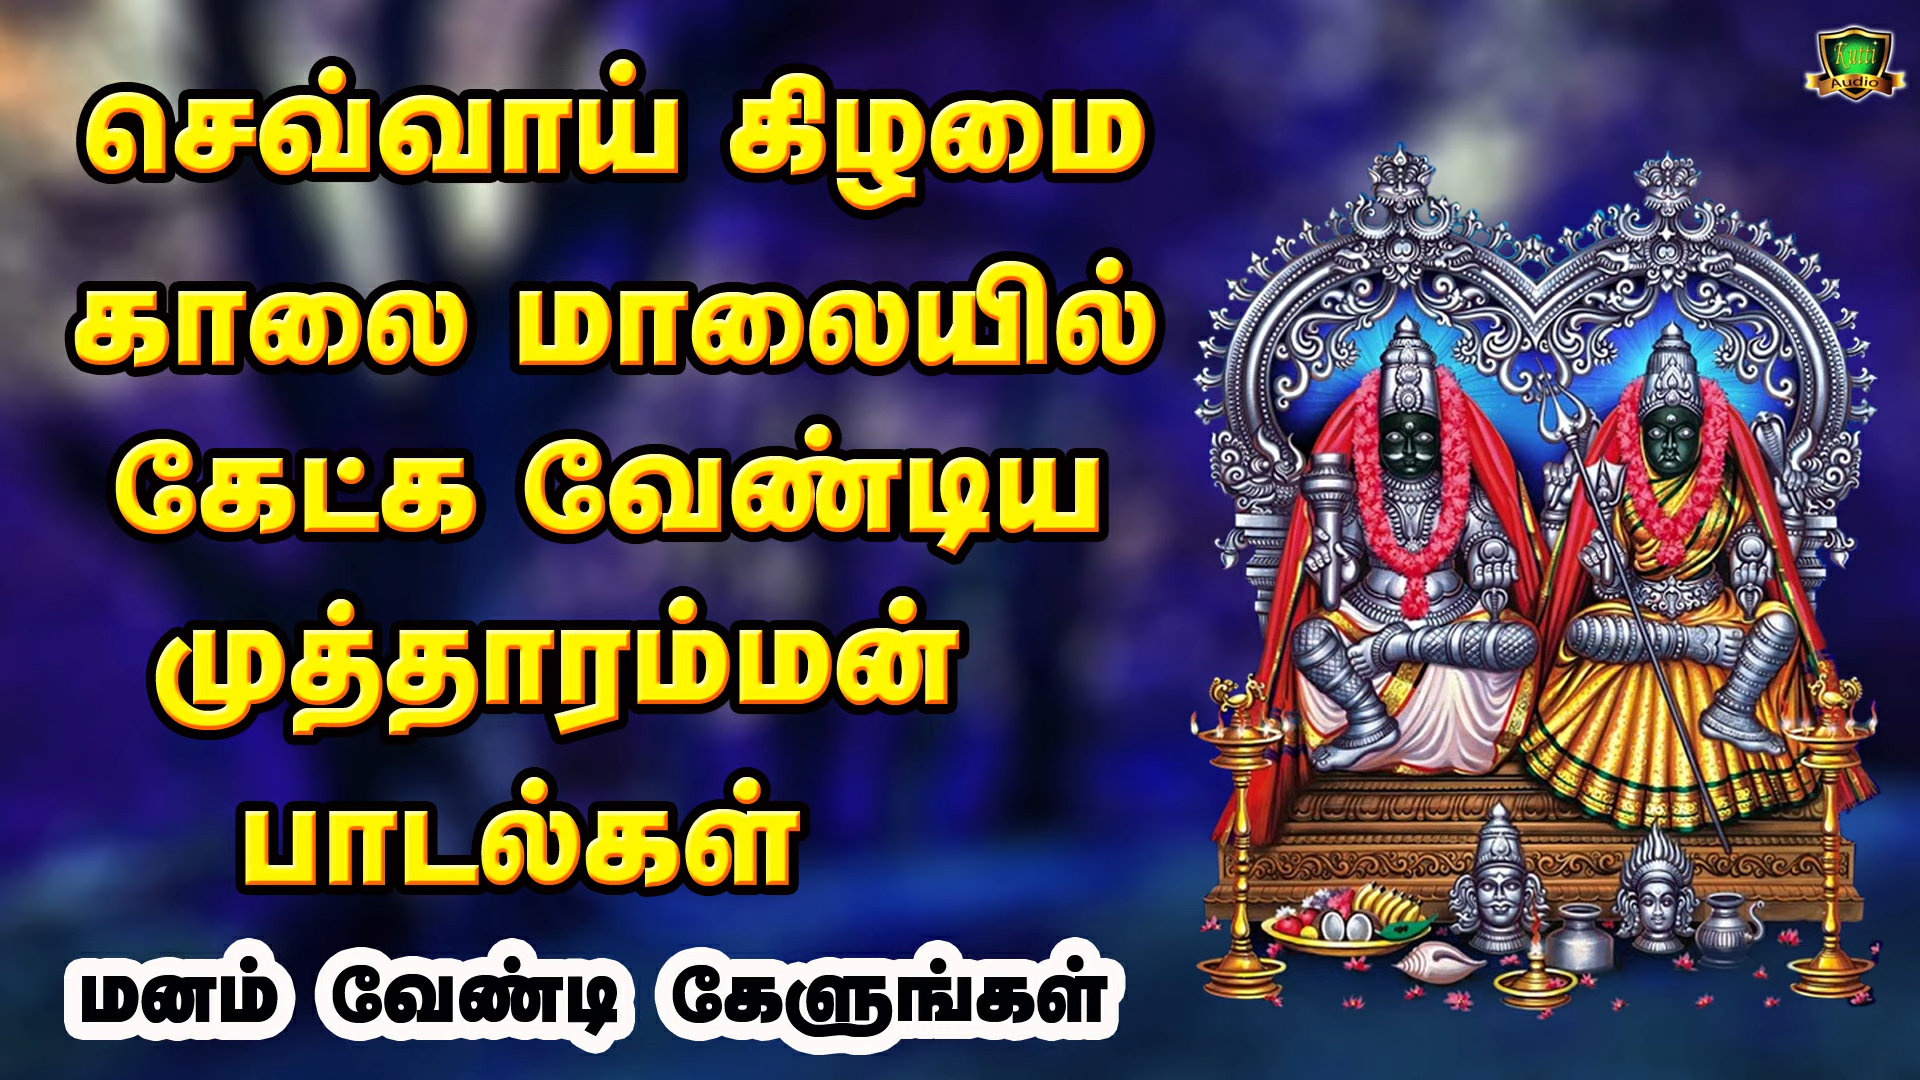 Kutti
Audio
செவ்வாய் கிழமை
காலை மாலையில்
கேட்க வேண்டிய
முத்தாரம்மன்
பாடல்கள்
மனம் வேண்டி கேளுங்கள்